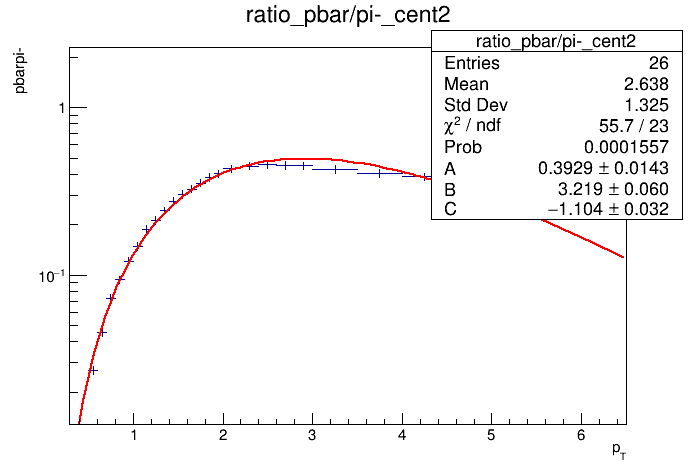 ratio_pbar/pi-_cent2
pbarpi-
ratio_pbar/pi-_cent2
Entries 26
Mean 2.638
Std Dev 1.325
χ² / ndf 55.7 / 23
Prob 0.0001557
A 0.3929 ± 0.0143
B 3.219 ± 0.060
C −1.104 ± 0.032
1
10⁻¹
1 2 3 4 5 6
p_T